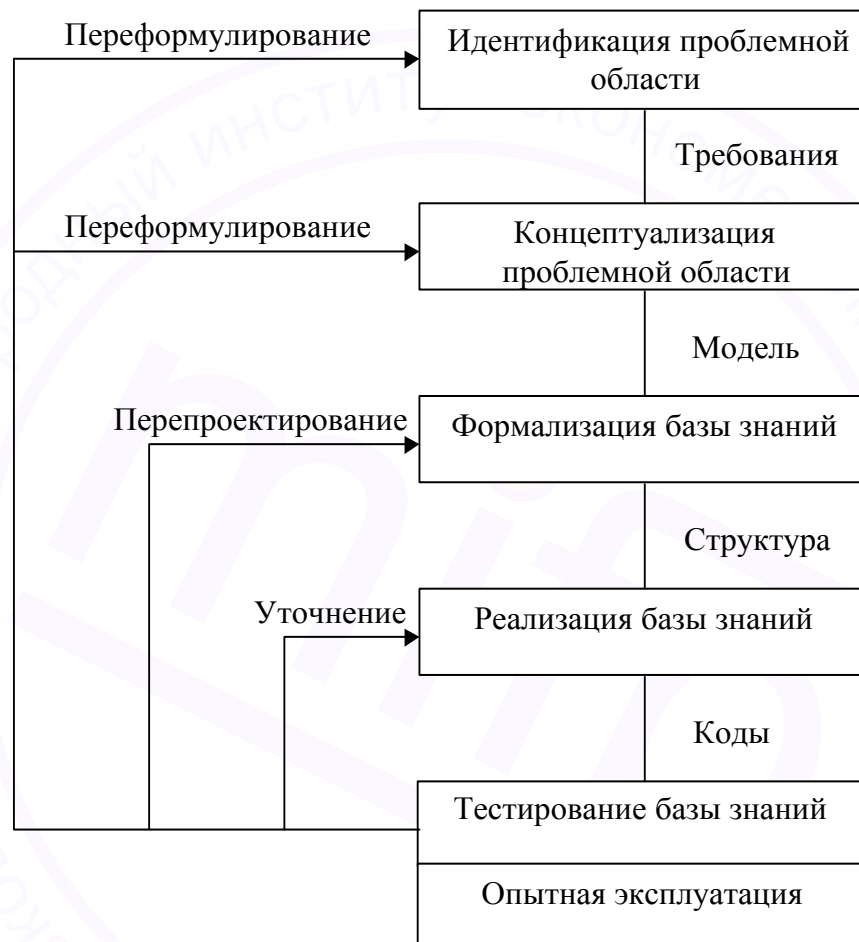 Переформулирование
Идентификация проблемной
области
Требования
Переформулирование
Концептуализация
проблемной области
Модель
Перепроектирование
Формализация базы знаний
Структура
Уточнение
Реализация базы знаний
Коды
Тестирование базы знаний
Опытная эксплуатация